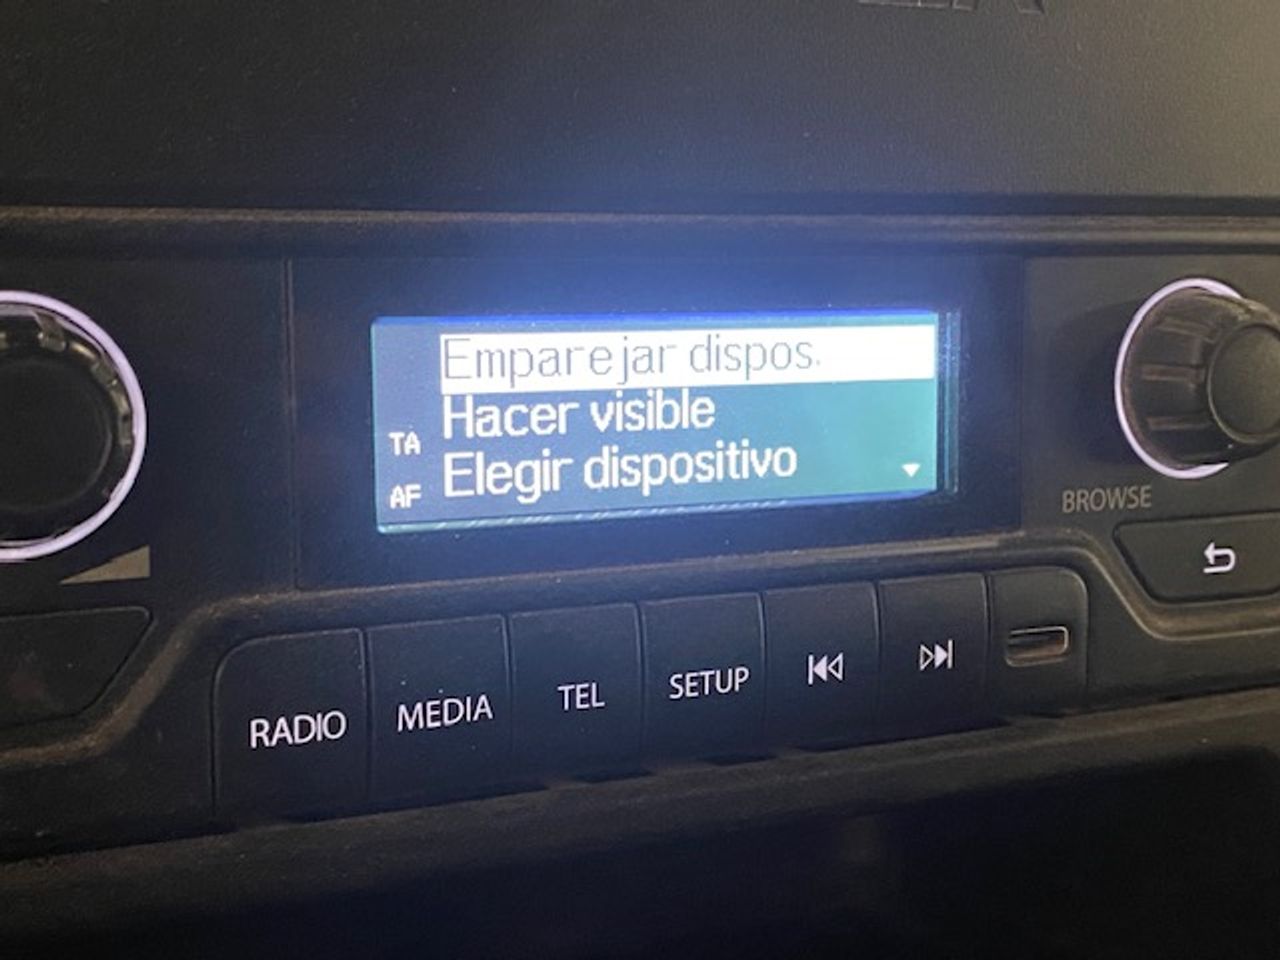 Emparejar dispos.
Hacer visible
TA
Elegir dispositivo
AF
BROWSE
RADIO
MEDIA
TEL
SETUP